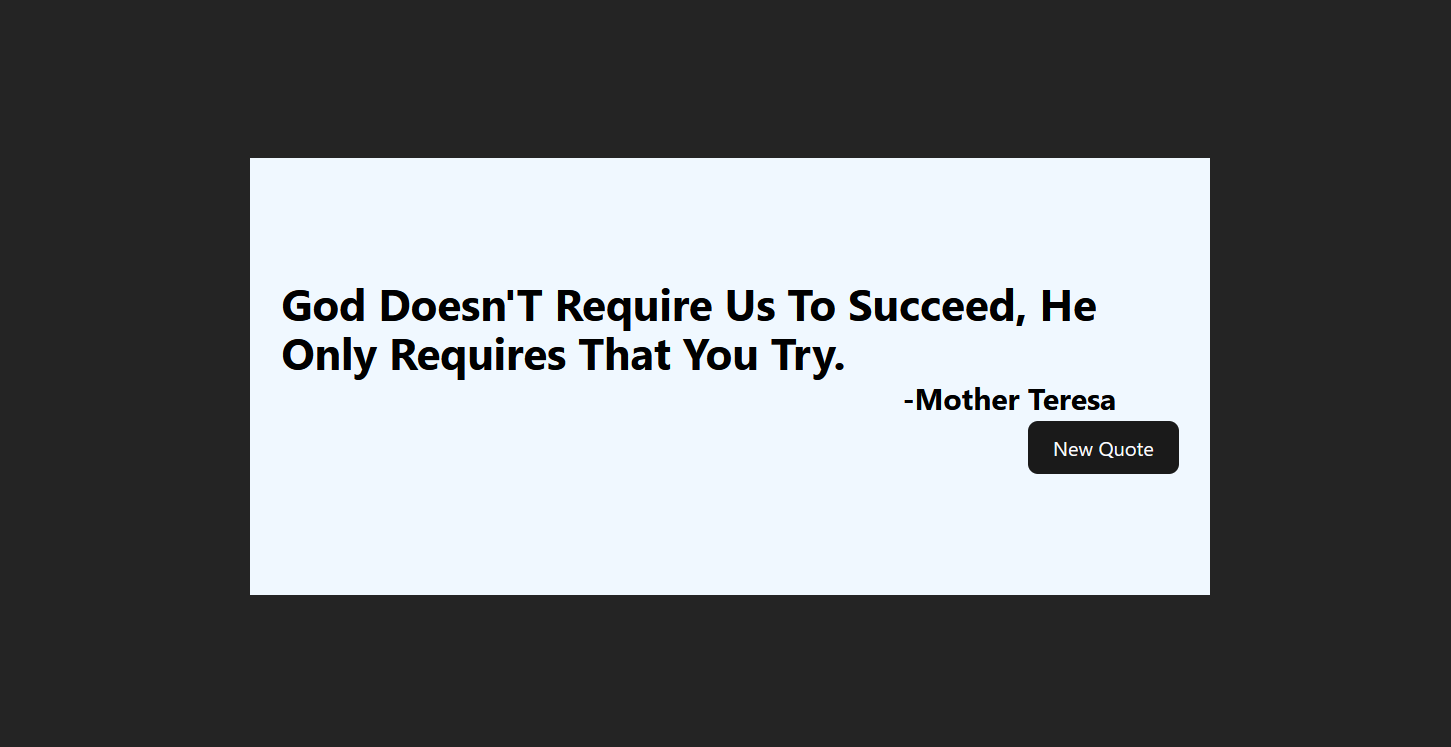 God Doesn'T Require Us To Succeed, He
Only Requires That You Try.
-Mother Teresa
New Quote